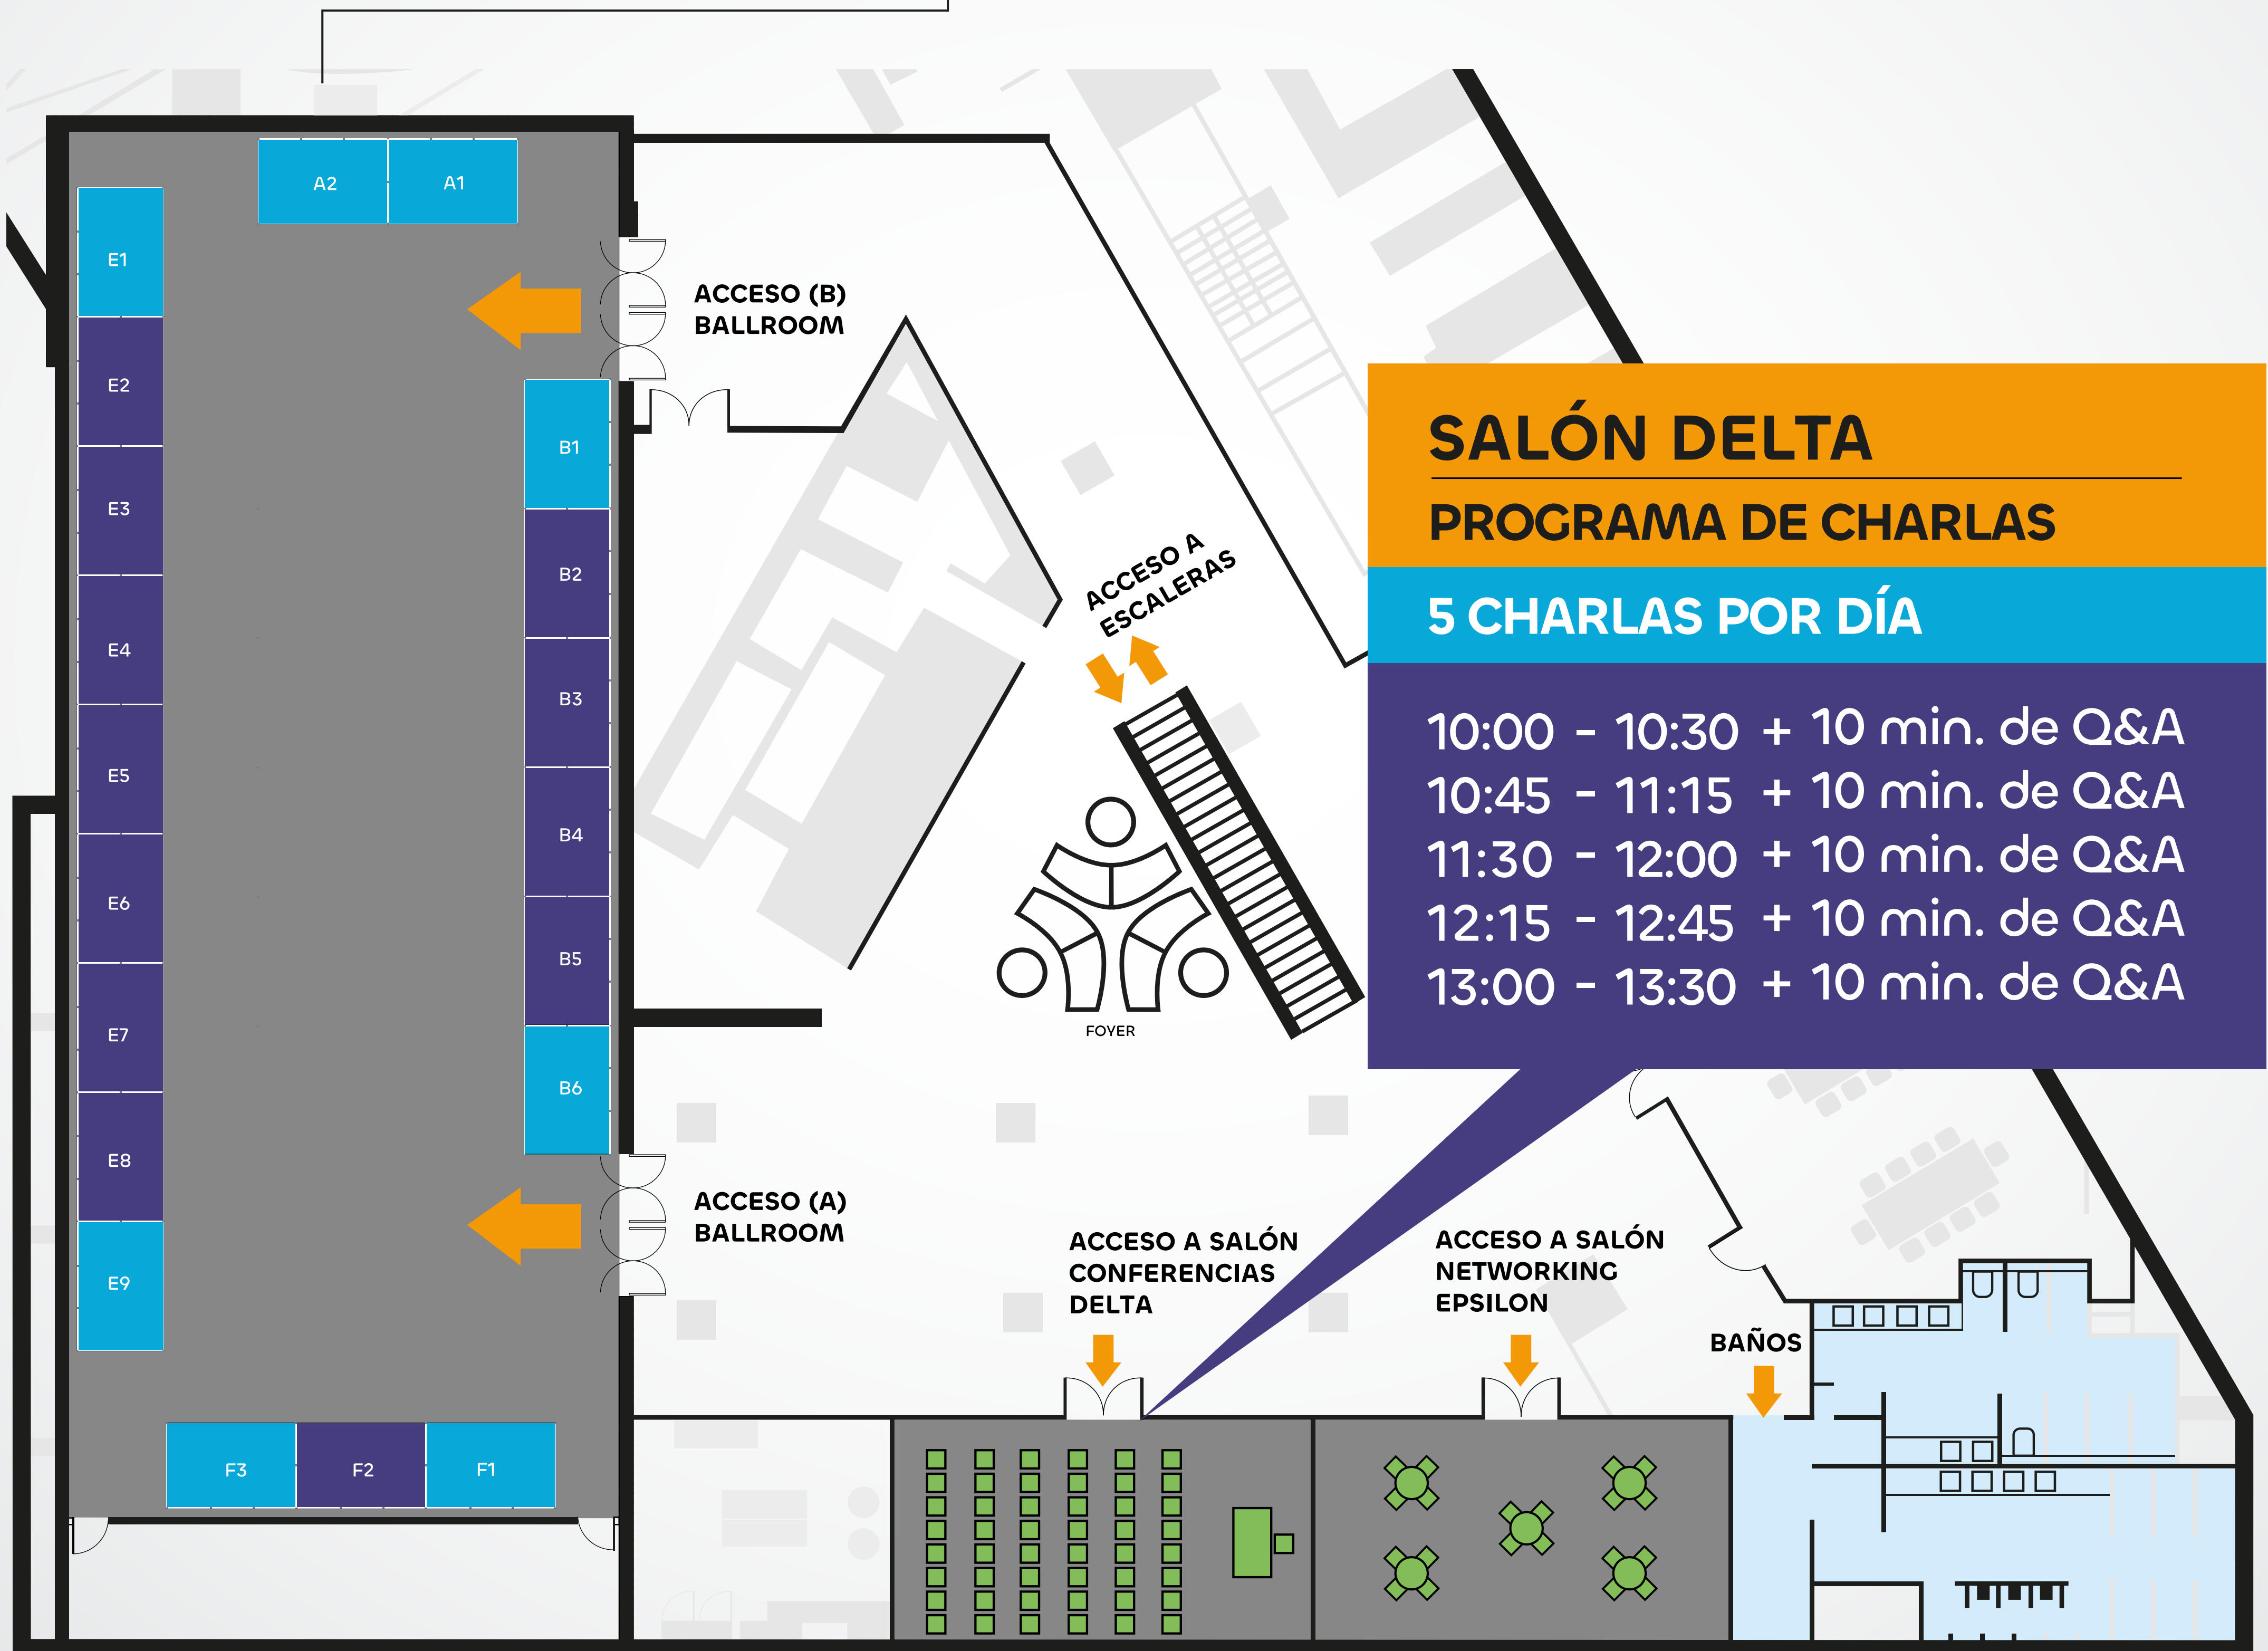 A2
A1
E1
E2
E3
E4
E5
E6
E7
E8
E9
B1
B2
B3
B4
B5
B6
F3
F2
F1
ACCESO (B)
BALLROOM
ACCESO A
ESCALERAS
FOYER
ACCESO (A)
BALLROOM
ACCESO A SALÓN
CONFERENCIAS
DELTA
ACCESO A SALÓN
NETWORKING
EPSILON
BAÑOS
SALÓN DELTA
PROGRAMA DE CHARLAS
5 CHARLAS POR DÍA
10:00 - 10:30 + 10 min. de Q&A
10:45 - 11:15 + 10 min. de Q&A
11:30 - 12:00 + 10 min. de Q&A
12:15 - 12:45 + 10 min. de Q&A
13:00 - 13:30 + 10 min. de Q&A